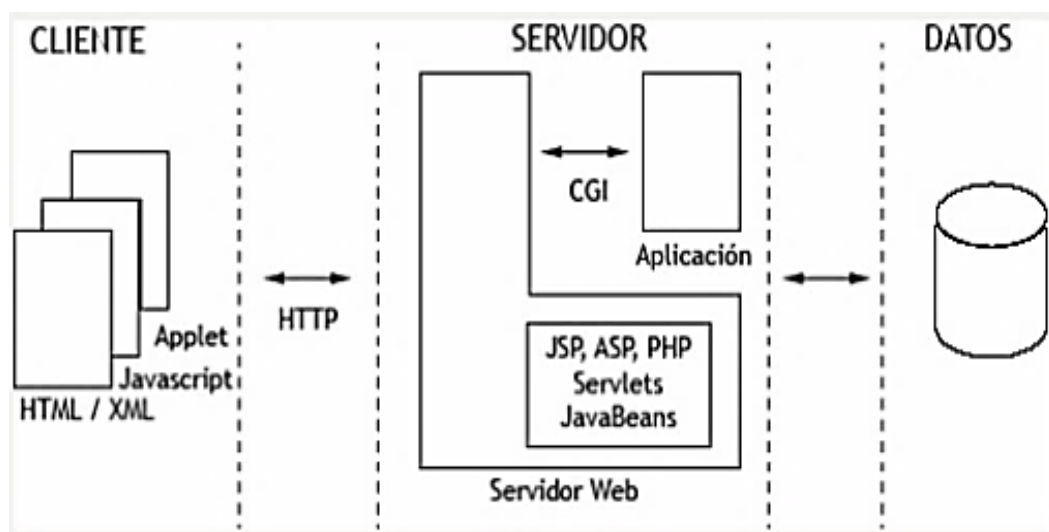 CLIENTE
SERVIDOR
DATOS
CGI
Aplicación
HTTP
Applet
Javascript
HTML / XML
JSP, ASP, PHP
Servlets
JavaBeans
Servidor Web